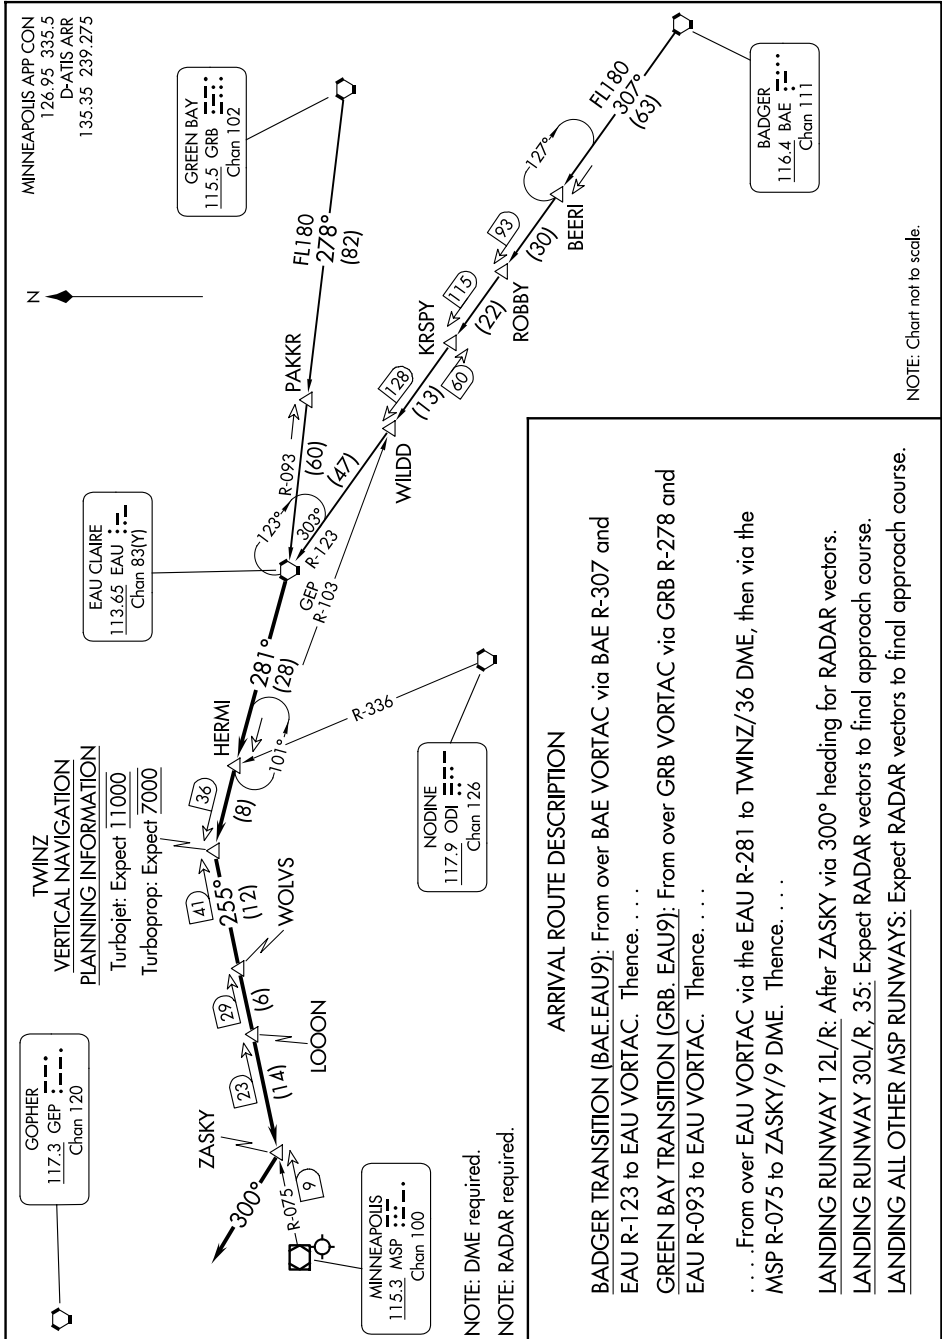 MINNEAPOLIS APP CON
126.95 335.5
D-ATIS ARR
135.35 239.275
GREEN BAY
115.5 GRB
Chan 102
N
FL180
278°
(82)
PAKKR
R-093
(60)
EAU CLAIRE
113.65 EAU
Chan 83(Y)
123°
303°
R-123
(47)
GEP
R-103
BADGER
116.4 BAE
Chan 111
FL180
307°
(63)
127°
BEERI
(30)
93
ROBBY
(22)
115
KRSPY
60
(13)
128
WILDD
281°
(28)
HERMI
101°
R-336
NODINE
117.9 ODI
Chan 126
(8)
36
TWINZ
VERTICAL NAVIGATION
PLANNING INFORMATION
Turbojet: Expect 11000
Turboprop: Expect 7000
41
255°
(12)
WOLVS
29
(6)
LOOON
23
(14)
ZASKY
9
R-075
300°
GOPHER
117.3 GEP
Chan 120
MINNEAPOLIS
115.3 MSP
Chan 100
NOTE: DME required.
NOTE: RADAR required.
NOTE: Chart not to scale.
ARRIVAL ROUTE DESCRIPTION
BADGER TRANSITION (BAE.EAU9): From over BAE VORTAC via BAE R-307 and
EAU R-123 to EAU VORTAC. Thence. . . .
GREEN BAY TRANSITION (GRB. EAU9): From over GRB VORTAC via GRB R-278 and
EAU R-093 to EAU VORTAC. Thence. . . .
. . . .From over EAU VORTAC via the EAU R-281 to TWINZ/36 DME, then via the
MSP R-075 to ZASKY/9 DME. Thence. . . .
LANDING RUNWAY 12L/R: After ZASKY via 300° heading for RADAR vectors.
LANDING RUNWAY 30L/R, 35: Expect RADAR vectors to final approach course.
LANDING ALL OTHER MSP RUNWAYS: Expect RADAR vectors to final approach course.